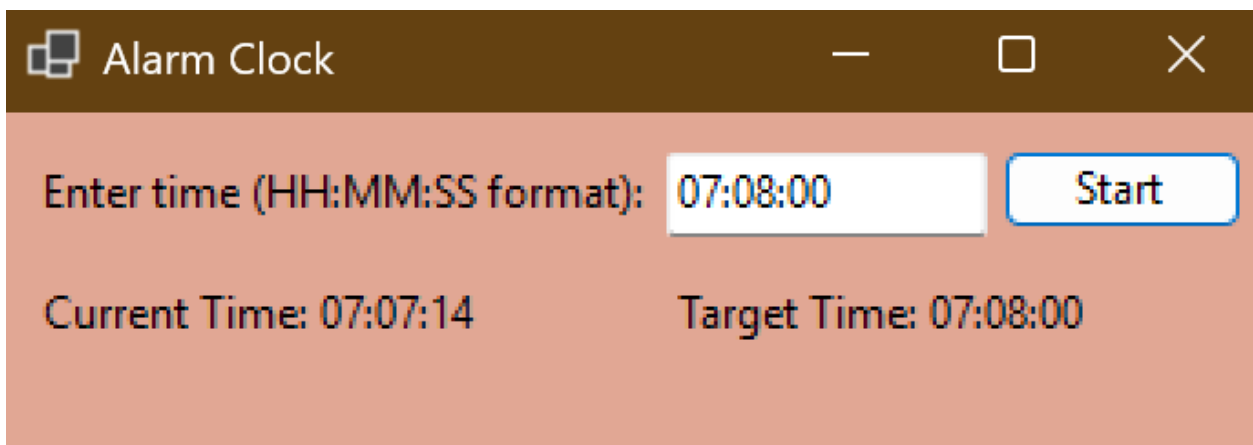 Alarm Clock
Enter time (HH:MM:SS format): 07:08:00 Start
Current Time: 07:07:14 Target Time: 07:08:00